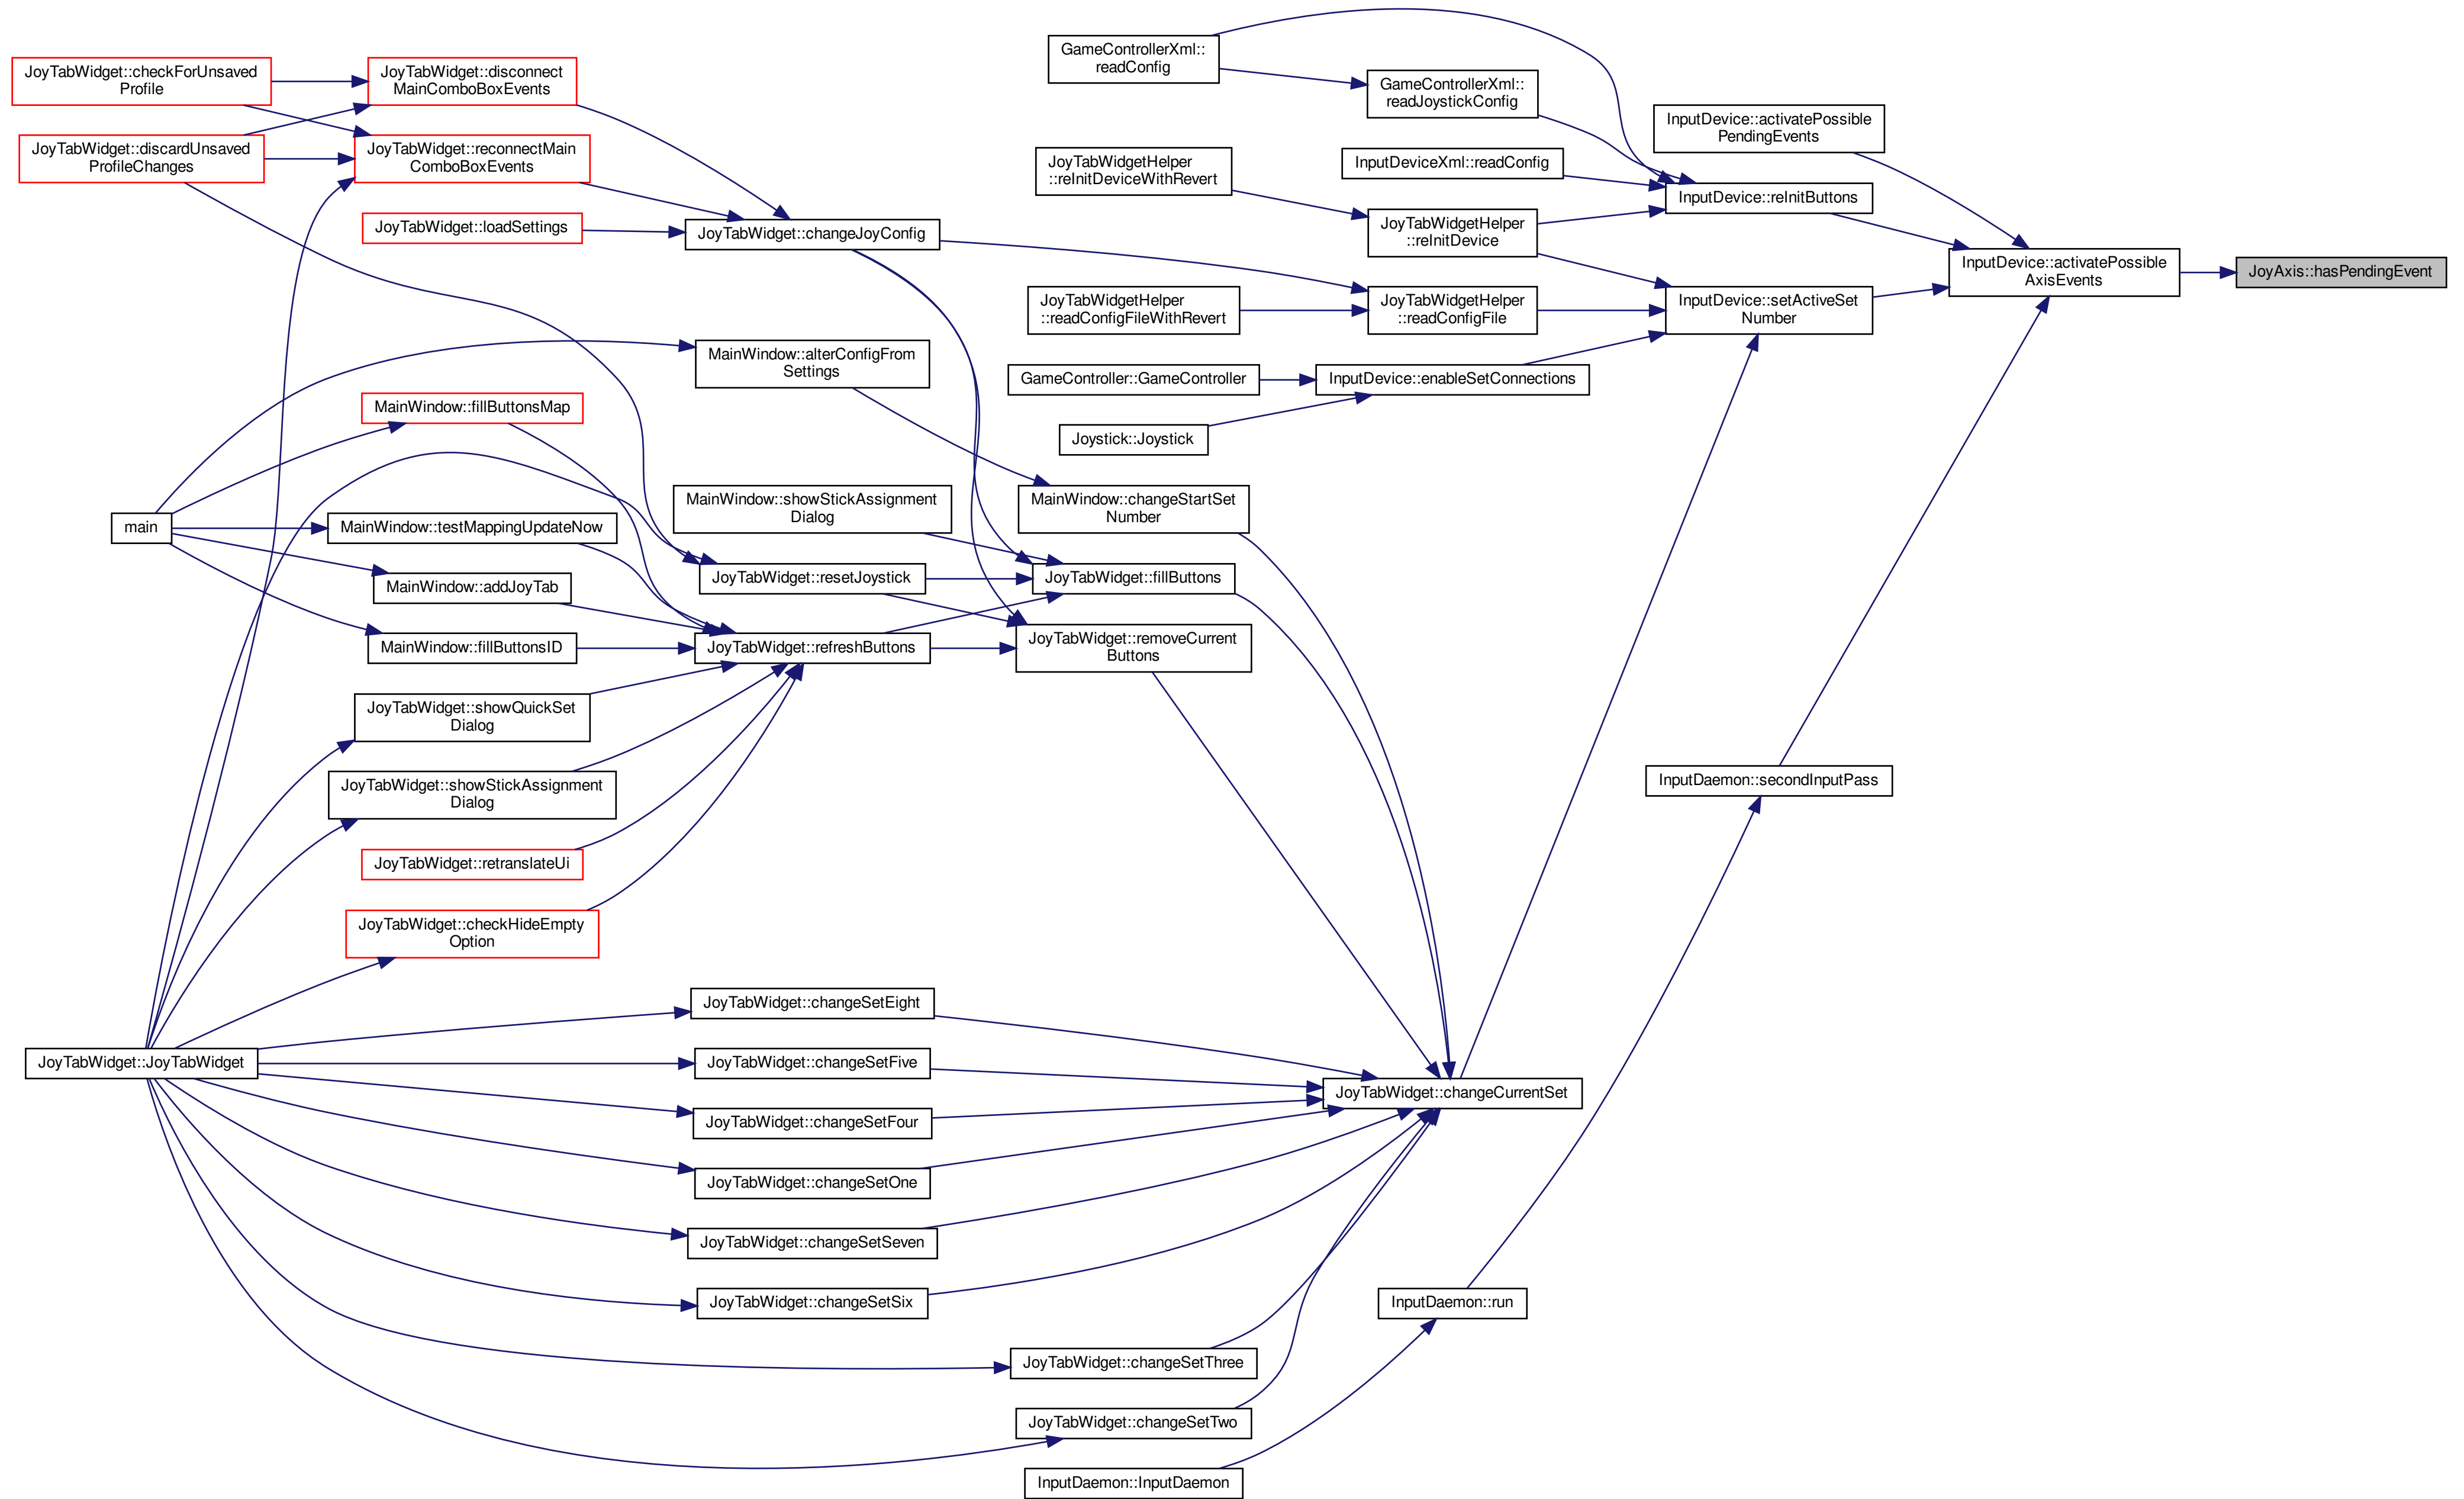 JoyTabWidget::checkForUnsaved
Profile
JoyTabWidget::discardUnsaved
ProfileChanges
main
JoyTabWidget::JoyTabWidget
JoyTabWidget::disconnect
MainComboBoxEvents
JoyTabWidget::reconnectMain
ComboBoxEvents
JoyTabWidget::loadSettings
MainWindow::fillButtonsMap
MainWindow::testMappingUpdateNow
MainWindow::addJoyTab
MainWindow::fillButtonsID
JoyTabWidget::showQuickSet
Dialog
JoyTabWidget::showStickAssignment
Dialog
JoyTabWidget::retranslateUi
JoyTabWidget::checkHideEmpty
Option
JoyTabWidget::changeJoyConfig
MainWindow::alterConfigFrom
Settings
MainWindow::showStickAssignment
Dialog
JoyTabWidget::resetJoystick
JoyTabWidget::refreshButtons
JoyTabWidget::changeSetEight
JoyTabWidget::changeSetFive
JoyTabWidget::changeSetFour
JoyTabWidget::changeSetOne
JoyTabWidget::changeSetSeven
JoyTabWidget::changeSetSix
GameControllerXml::
readConfig
JoyTabWidgetHelper
::reInitDeviceWithRevert
JoyTabWidgetHelper
::readConfigFileWithRevert
GameController::GameController
Joystick::Joystick
MainWindow::changeStartSet
Number
JoyTabWidget::fillButtons
JoyTabWidget::removeCurrent
Buttons
JoyTabWidget::changeSetThree
JoyTabWidget::changeSetTwo
InputDaemon::InputDaemon
GameControllerXml::
readJoystickConfig
InputDeviceXml::readConfig
JoyTabWidgetHelper
::reInitDevice
JoyTabWidgetHelper
::readConfigFile
InputDevice::enableSetConnections
JoyTabWidget::changeCurrentSet
InputDaemon::run
InputDevice::activatePossible
PendingEvents
InputDevice::reInitButtons
InputDevice::setActiveSet
Number
InputDaemon::secondInputPass
InputDevice::activatePossible
AxisEvents
JoyAxis::hasPendingEvent